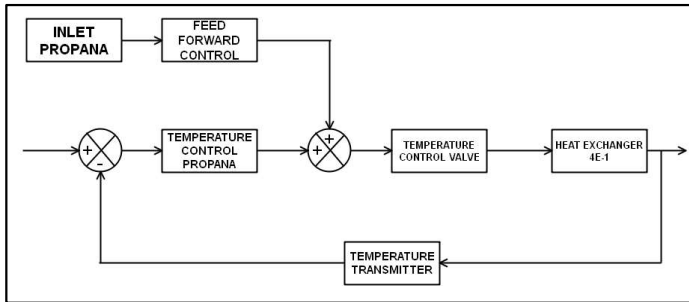 INLET
PROPANA
FEED
FORWARD
CONTROL
+
+
-
TEMPERATURE
CONTROL
PROPANA
+
TEMPERATURE
CONTROL VALVE
HEAT EXCHANGER
4E-1
TEMPERATURE
TRANSMITTER